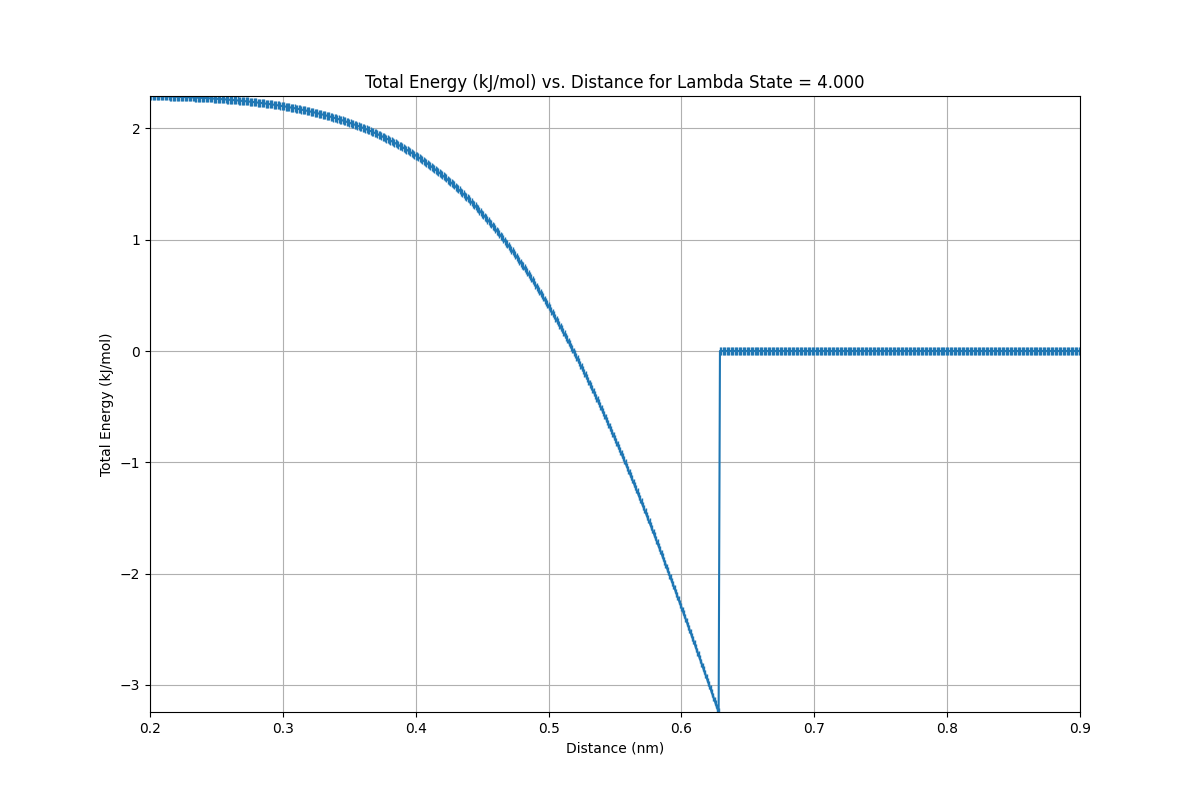 Total Energy (kJ/mol) vs. Distance for Lambda State = 4.000
2
1
0
−1
−2
−3
Total Energy (kJ/mol)
0.2 0.3 0.4 0.5 0.6 0.7 0.8 0.9
Distance (nm)